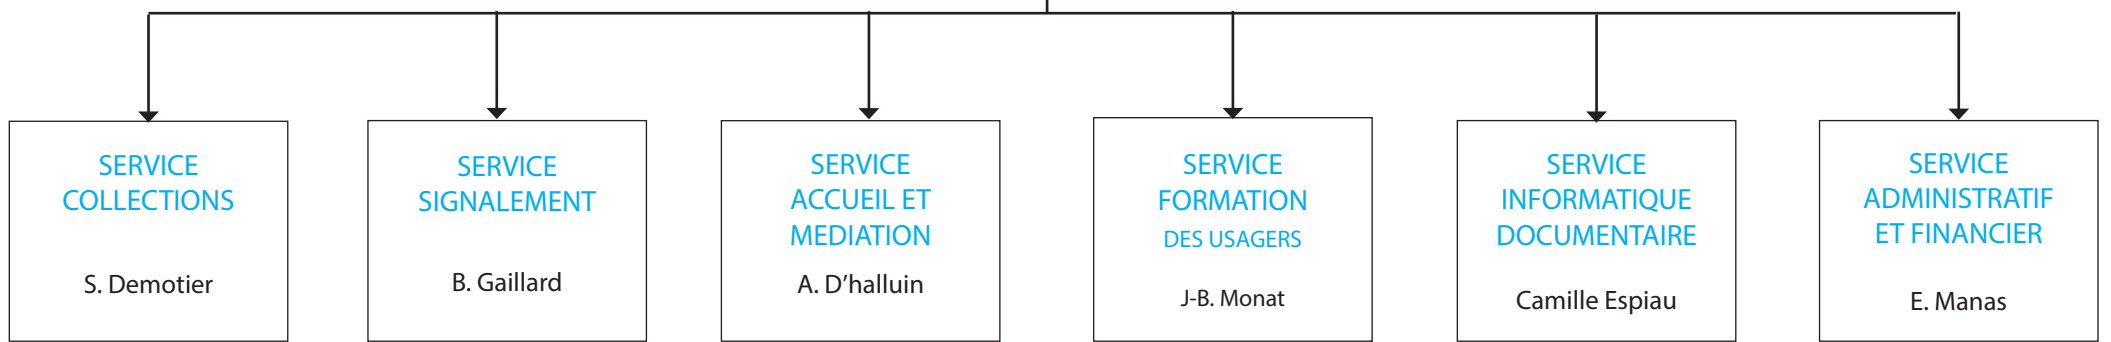 SERVICE
COLLECTIONS
S. Demotier
SERVICE
SIGNALEMENT
B. Gaillard
SERVICE
ACCUEIL ET
MEDIATION
A. D'halluin
SERVICE
FORMATION
DES USAGERS
J-B. Monat
SERVICE
INFORMATIQUE
DOCUMENTAIRE
Camille Espiau
SERVICE
ADMINISTRATIF
ET FINANCIER
E. Manas